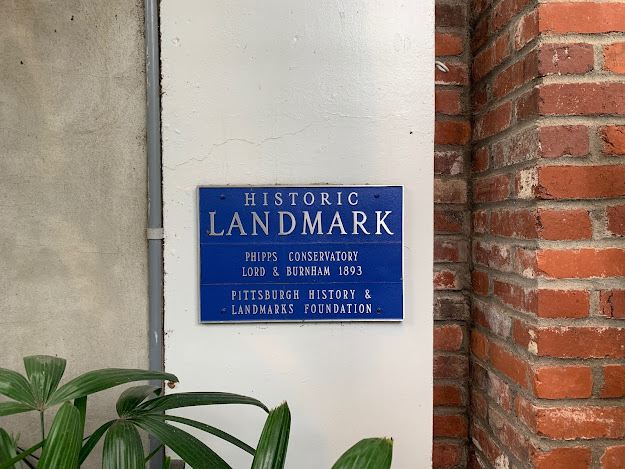 HISTORIC
LANDMARK
PHIPPS CONSERVATORY
LORD & BURNHAM 1893
PITTSBURGH HISTORY &
LANDMARKS FOUNDATION